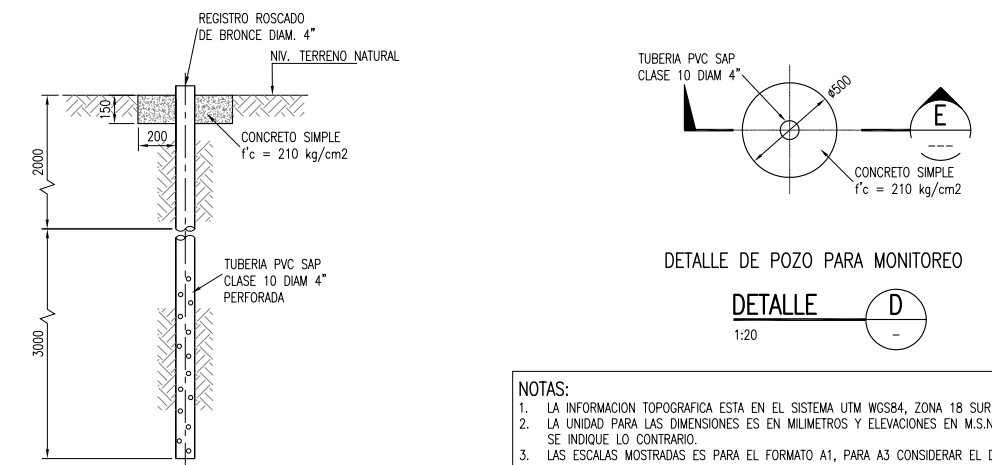 REGISTRO ROSCADO
DE BRONCE DIAM. 4"
NIV. TERRENO NATURAL
150
200
CONCRETO SIMPLE
f'c = 210 kg/cm2
2000
TUBERIA PVC SAP
CLASE 10 DIAM 4"
PERFORADA
3000
TUBERIA PVC SAP
CLASE 10 DIAM 4"
ø500
E
---
CONCRETO SIMPLE
f'c = 210 kg/cm2
DETALLE DE POZO PARA MONITOREO
DETALLE
D
1:20
-
NOTAS:
1. LA INFORMACION TOPOGRAFICA ESTA EN EL SISTEMA UTM WGS84, ZONA 18 SUR
2. LA UNIDAD PARA LAS DIMENSIONES ES EN MILIMETROS Y ELEVACIONES EN M.S.N
SE INDIQUE LO CONTRARIO.
3. LAS ESCALAS MOSTRADAS ES PARA EL FORMATO A1, PARA A3 CONSIDERAR EL